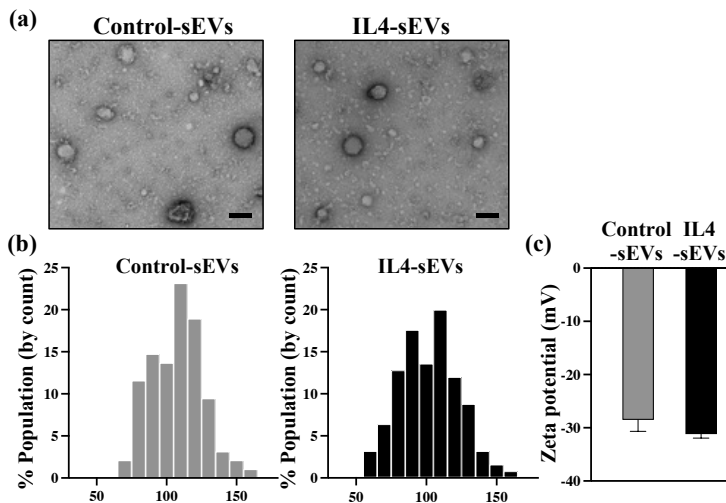 (a)
Control-sEVs
IL4-sEVs
(b)
Control-sEVs
IL4-sEVs
% Population (by count)
25
20
15
10
5
0
50
100
150
% Population (by count)
25
20
15
10
5
0
50
100
150
(c)
Control
-sEVs
IL4
-sEVs
Zeta potential (mV)
0
-10
-20
-30
-40